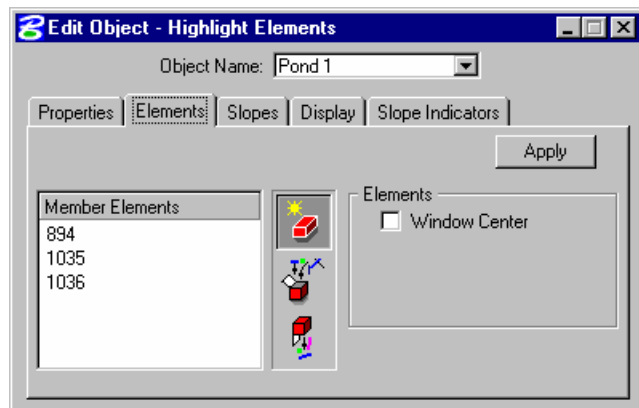 Edit Object - Highlight Elements
Object Name: Pond 1
Properties Elements Slopes Display Slope Indicators
Apply
Member Elements
894
1035
1036
Elements
Window Center